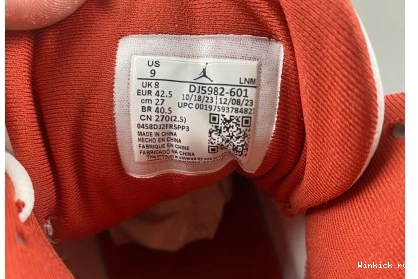 US
9
LNM
UK 8
EUR 42.5
cm 27
BR 40.5
CN 270(2.5)
DJ5982-601
10/18/23 12/08/23
UPC 00197593784827
0458DJ2FR5PP3
MADE IN CHINA
HECHO EN CHINA
FABRIQUE EN CHINE
FABRICADO NA CHINA
Winkick.ru